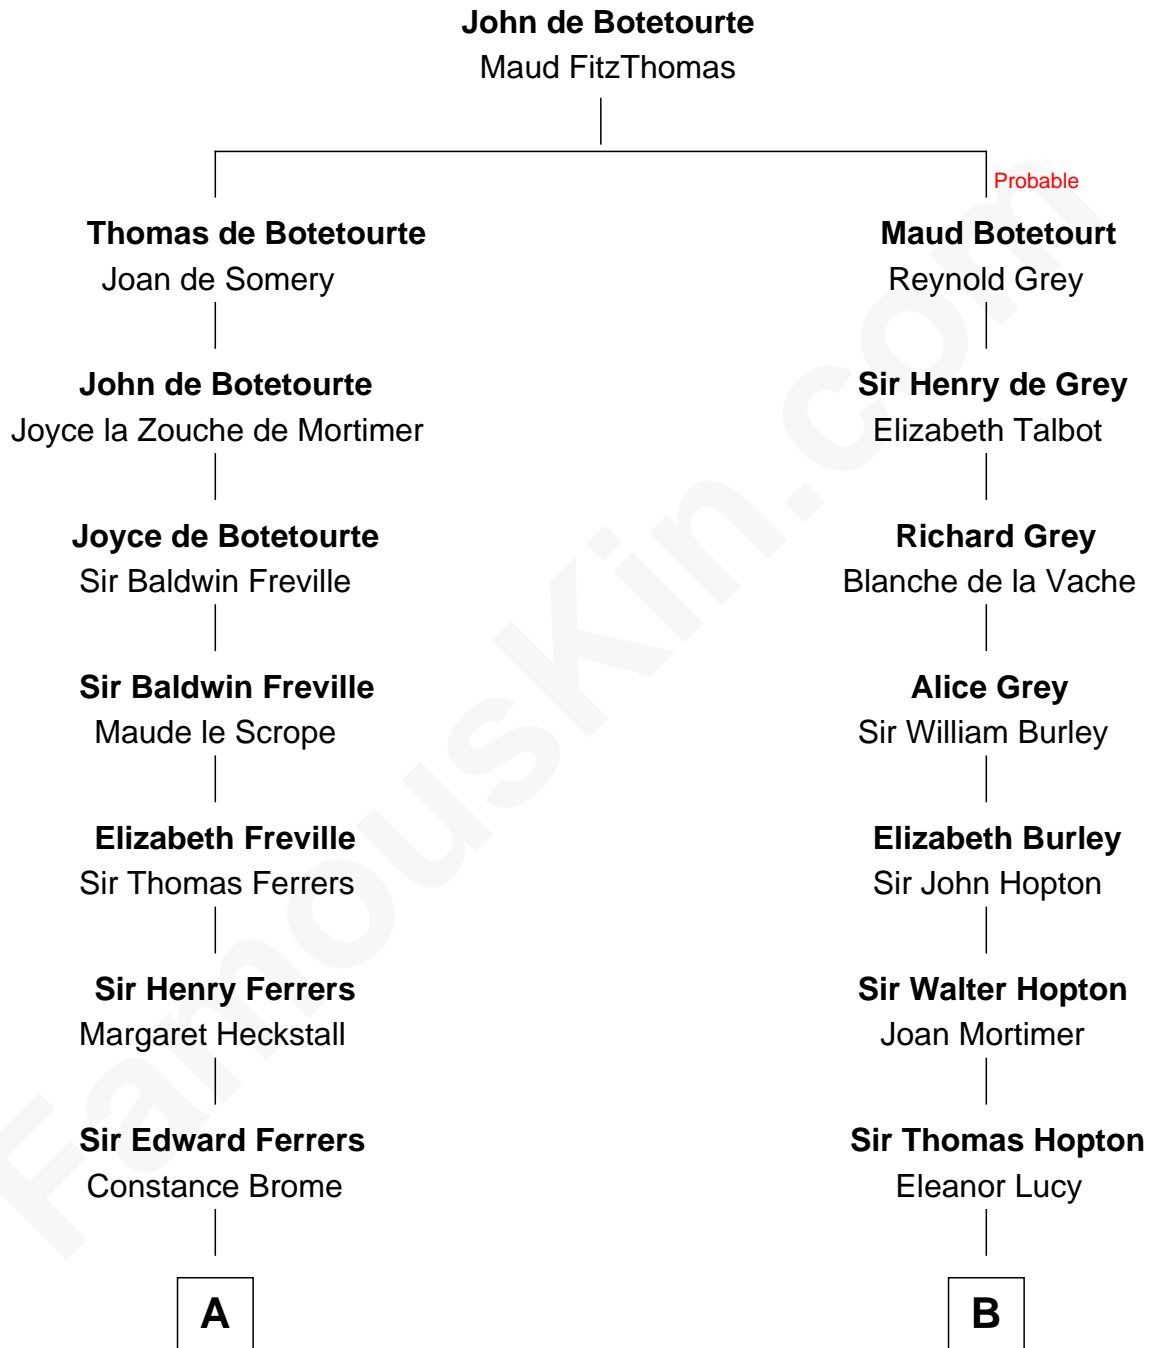 John de Botetourte
Maud FitzThomas
Probable
Thomas de Botetourte
Joan de Somery
Maud Botetourt
Reynold Grey
John de Botetourte
Joyce la Zouche de Mortimer
Sir Henry de Grey
Elizabeth Talbot
Joyce de Botetourte
Sir Baldwin Freville
Richard Grey
Blanche de la Vache
Sir Baldwin Freville
Maude le Scrope
Alice Grey
Sir William Burley
Elizabeth Freville
Sir Thomas Ferrers
Elizabeth Burley
Sir John Hopton
Sir Henry Ferrers
Margaret Heckstall
Sir Walter Hopton
Joan Mortimer
Sir Edward Ferrers
Constance Brome
Sir Thomas Hopton
Eleanor Lucy
A
B
FamousKin.com